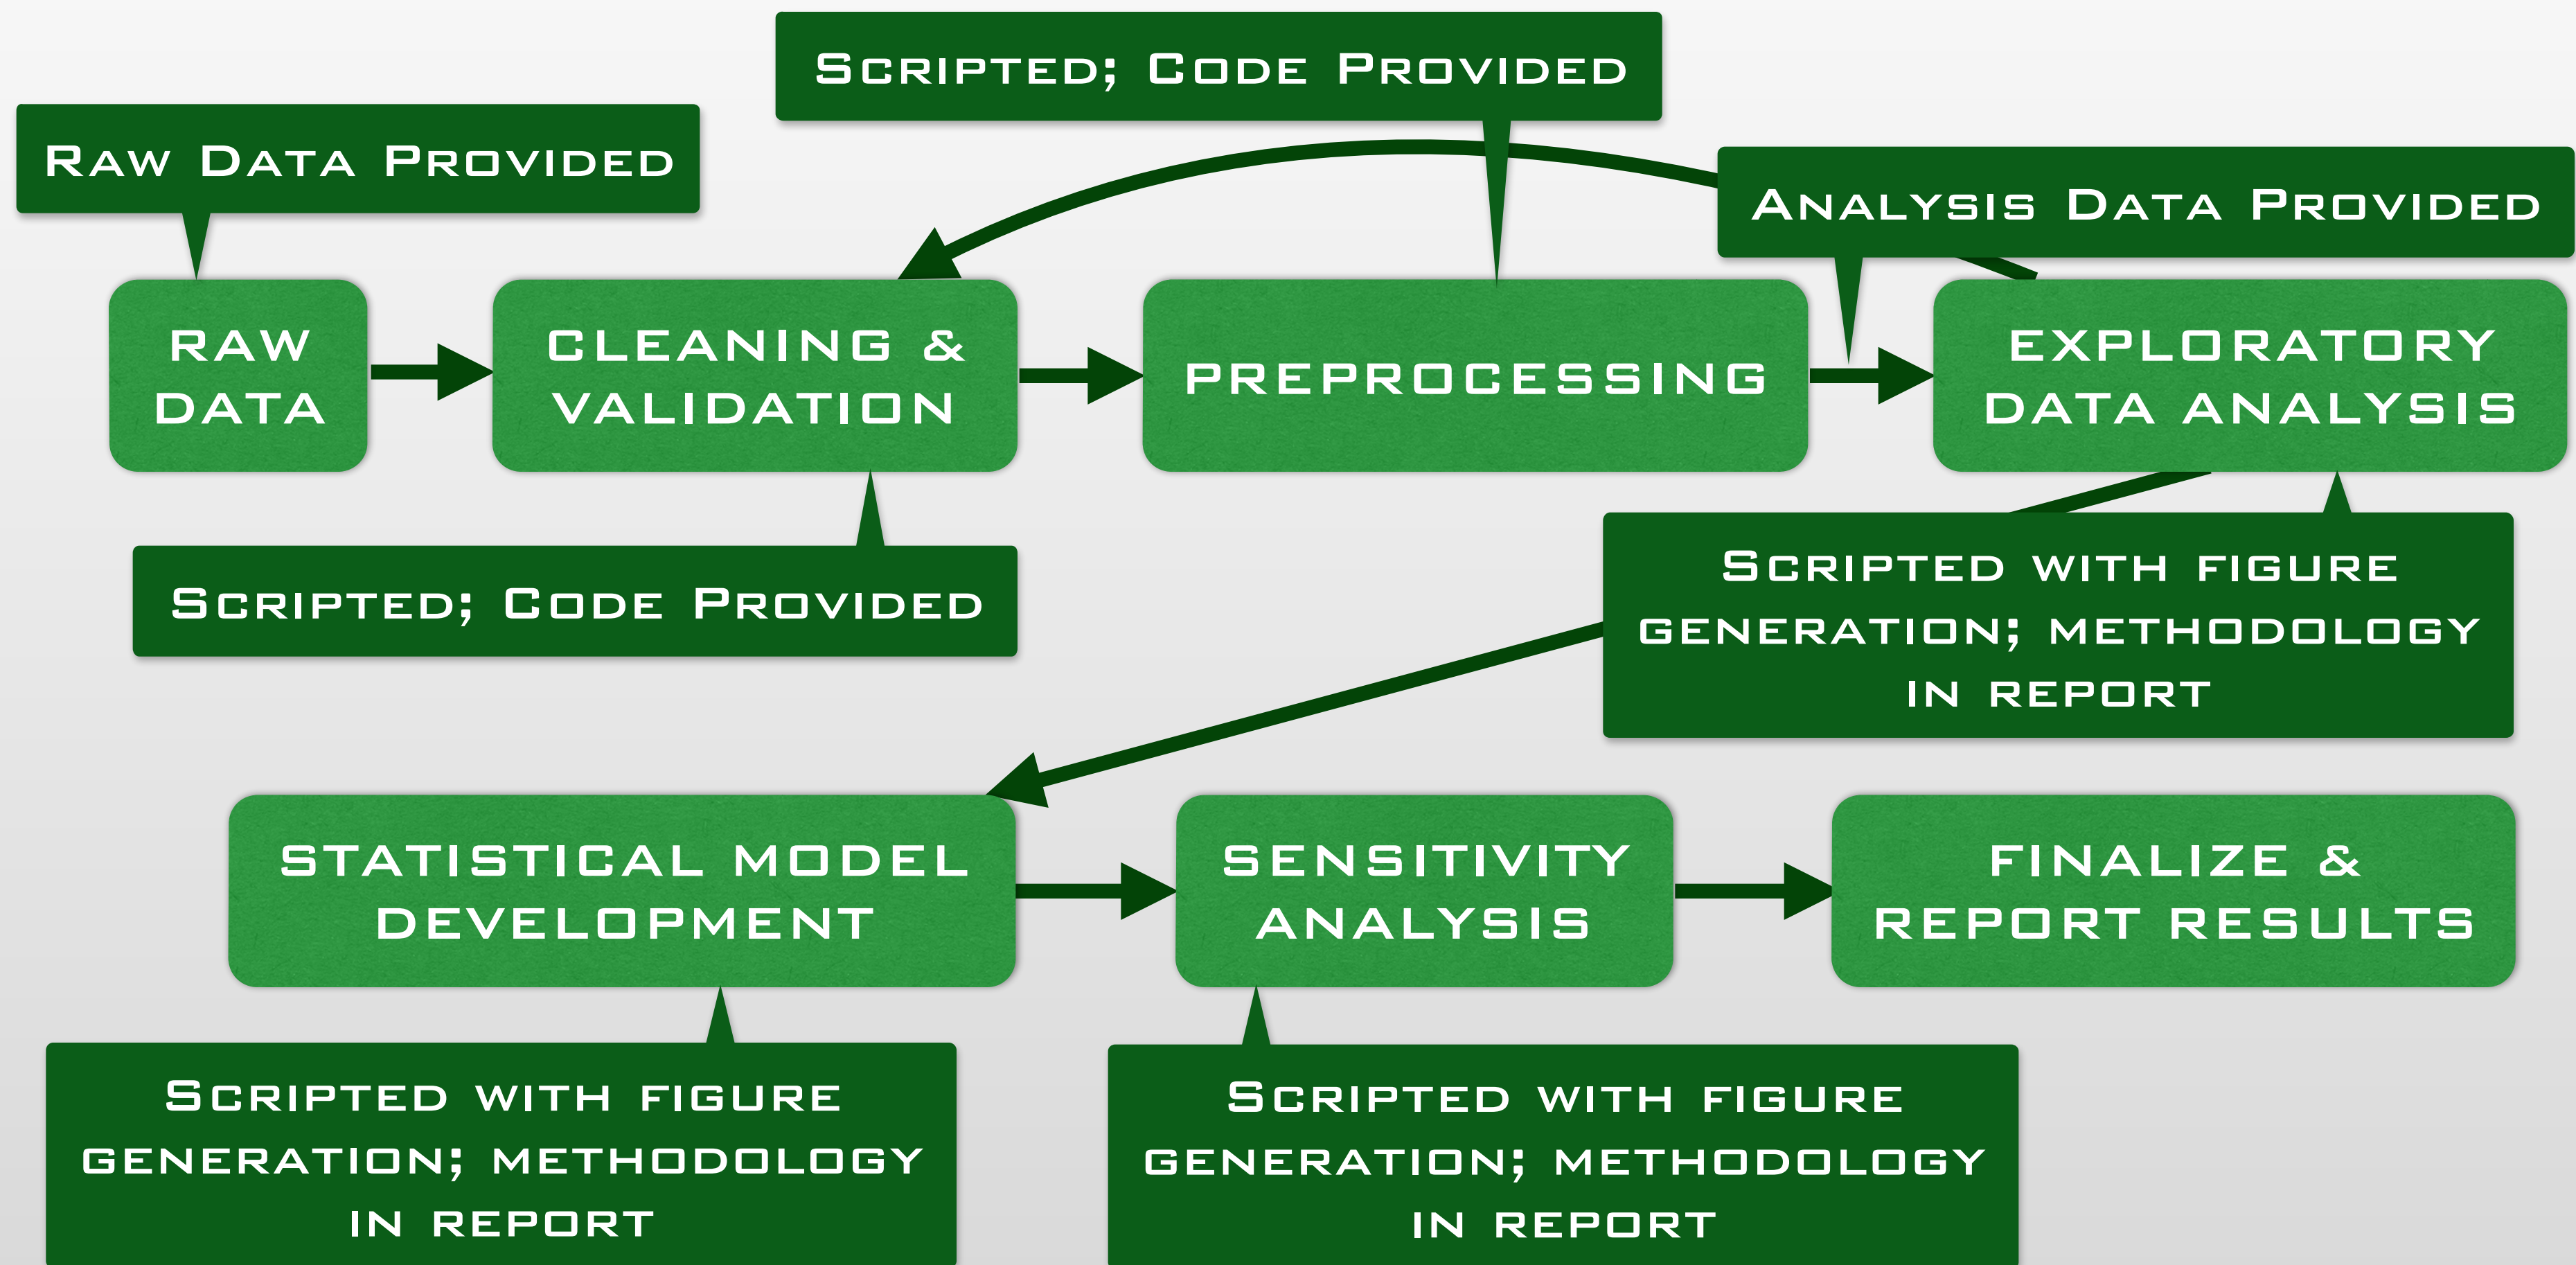 Scripted; Code Provided
Raw Data Provided
Analysis Data Provided
RAW
DATA
CLEANING &
VALIDATION
PREPROCESSING
EXPLORATORY
DATA ANALYSIS
Scripted; Code Provided
Scripted with figure
generation; methodology
in report
STATISTICAL MODEL
DEVELOPMENT
SENSITIVITY
ANALYSIS
FINALIZE &
REPORT RESULTS
Scripted with figure
generation; methodology
in report
Scripted with figure
generation; methodology
in report